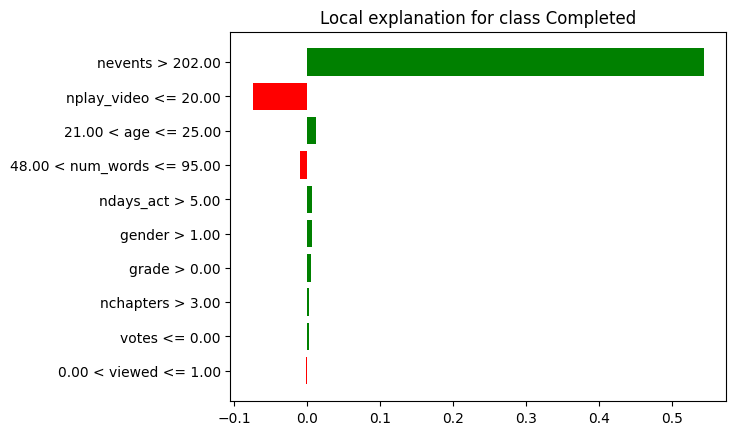 Local explanation for class Completed
nevents > 202.00
nplay_video <= 20.00
21.00 < age <= 25.00
48.00 < num_words <= 95.00
ndays_act > 5.00
gender > 1.00
grade > 0.00
nchapters > 3.00
votes <= 0.00
0.00 < viewed <= 1.00
−0.1 0.0 0.1 0.2 0.3 0.4 0.5